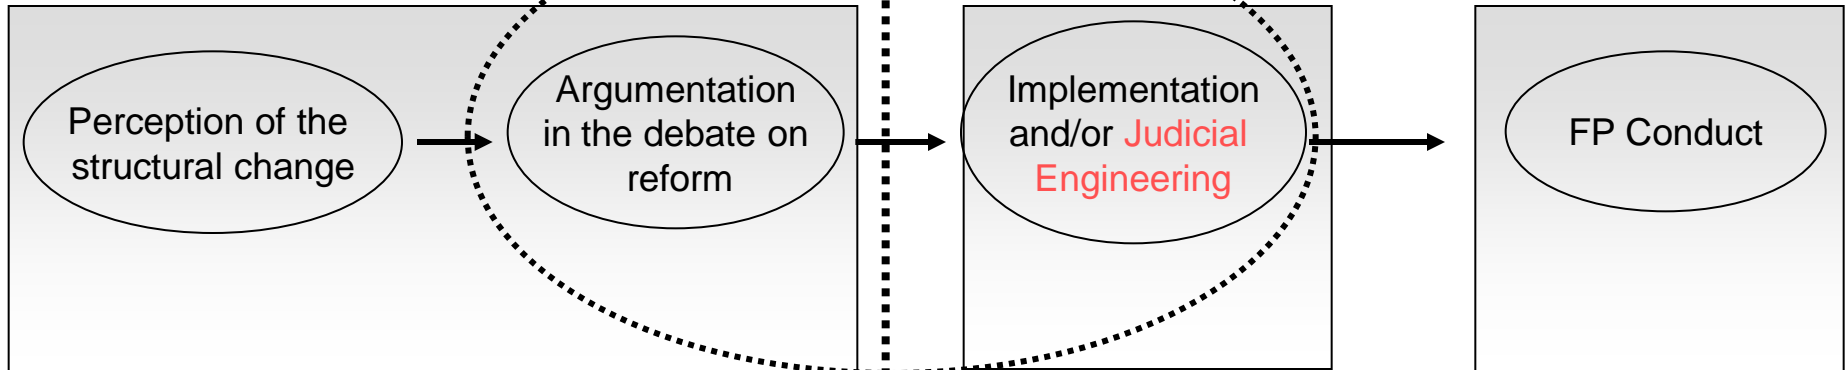 Perception of the
structural change
Argumentation
in the debate on
reform
Implementation
and/or Judicial
Engineering
FP Conduct